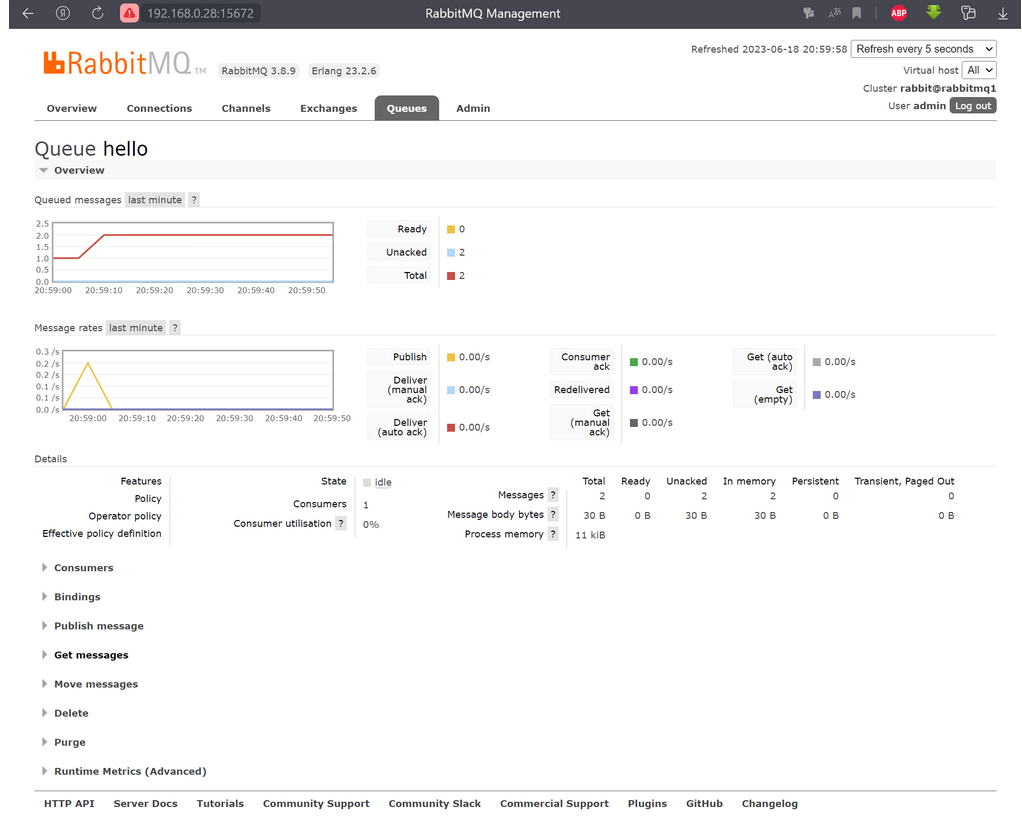 192.168.0.28:15672
RabbitMQ Management
ABP
RabbitMQ TM
RabbitMQ 3.8.9
Erlang 23.2.6
Refreshed 2023-06-18 20:59:58
Refresh every 5 seconds
Virtual host All
Cluster rabbit@rabbitmq1
User admin Log out
Overview Connections Channels Exchanges Queues Admin
Queue hello
Overview
Queued messages last minute ?
2.5
2.0
1.5
1.0
0.5
0.0
20:59:00 20:59:10 20:59:20 20:59:30 20:59:40 20:59:50
Ready 0
Unacked 2
Total 2
Message rates last minute ?
0.3 /s
0.2 /s
0.2 /s
0.1 /s
0.1 /s
0.0 /s
20:59:00 20:59:10 20:59:20 20:59:30 20:59:40 20:59:50
Publish 0.00/s
Deliver
(manual 0.00/s
ack)
Deliver
(auto ack) 0.00/s
Consumer
ack 0.00/s
Redelivered 0.00/s
Get
(manual 0.00/s
ack)
Get (auto
ack) 0.00/s
Get
(empty) 0.00/s
Details
Features
Policy
Operator policy
Effective policy definition
State idle
Consumers 1
Consumer utilisation ? 0%
Total Ready Unacked In memory Persistent Transient, Paged Out
Messages ? 2 0 2 2 0 0
Message body bytes ? 30 B 0 B 30 B 30 B 0 B 0 B
Process memory ? 11 kiB
Consumers
Bindings
Publish message
Get messages
Move messages
Delete
Purge
Runtime Metrics (Advanced)
HTTP API Server Docs Tutorials Community Support Community Slack Commercial Support Plugins GitHub Changelog